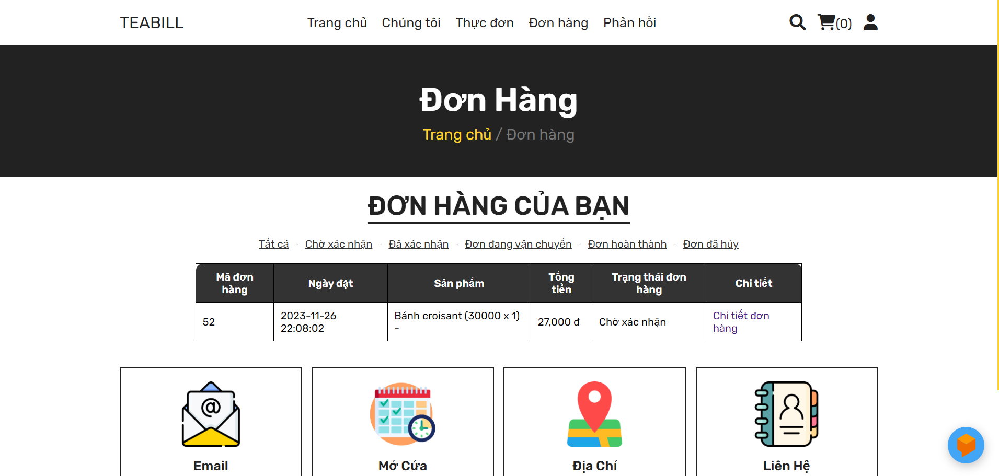 TEABILL
Trang chủ
Chúng tôi
Thực đơn
Đơn hàng
Phản hồi
(0)
Đơn Hàng
Trang chủ / Đơn hàng
ĐƠN HÀNG CỦA BẠN
Tất cả - Chờ xác nhận - Đã xác nhận - Đơn đang vận chuyển - Đơn hoàn thành - Đơn đã hủy
Mã đơn
hàng
Ngày đặt
Sản phẩm
Tổng
tiền
Trạng thái đơn
hàng
Chi tiết
52
2023-11-26
22:08:02
Bánh croisant (30000 x 1)
-
27,000 đ
Chờ xác nhận
Chi tiết đơn
hàng
Email
Mở Cửa
Địa Chỉ
Liên Hệ